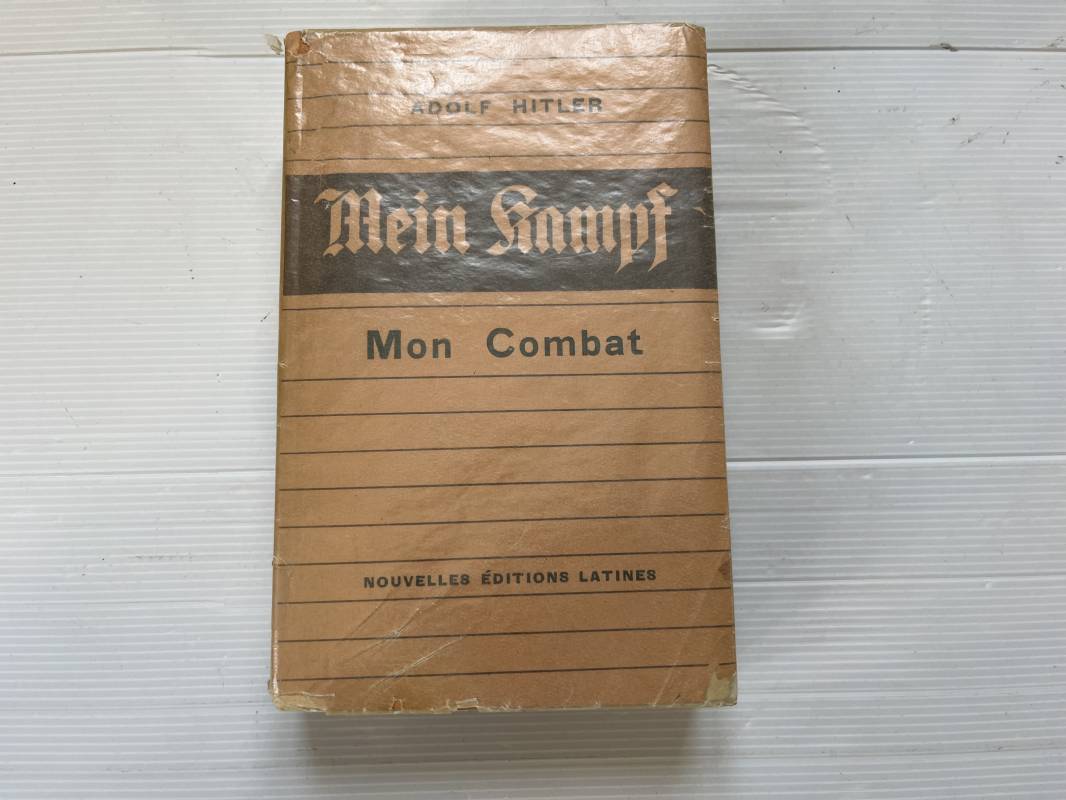 ADOLF HITLER
Mein Kampf
Mon Combat
NOUVELLES ÉDITIONS LATINES